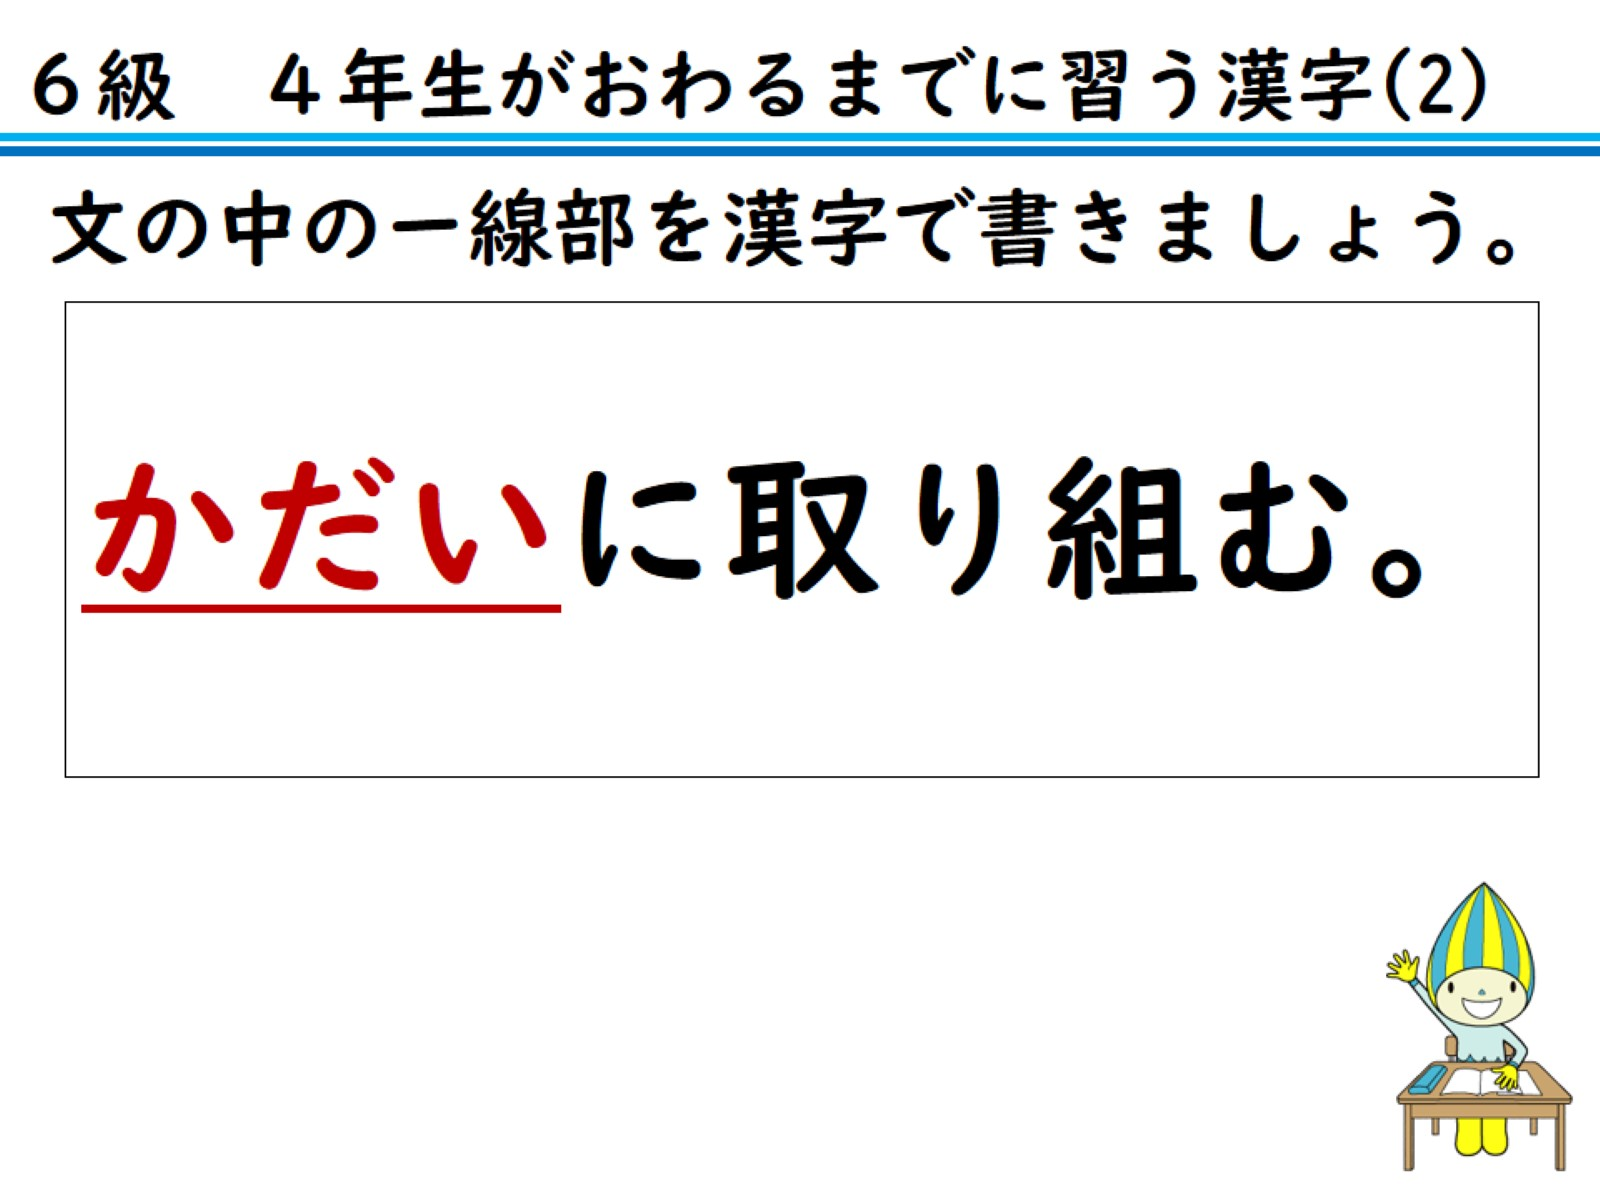 ６級　４年生がおわるまでに習う漢字(2)
文の中の―線部を漢字で書きましょう。
かだいに取り組む。